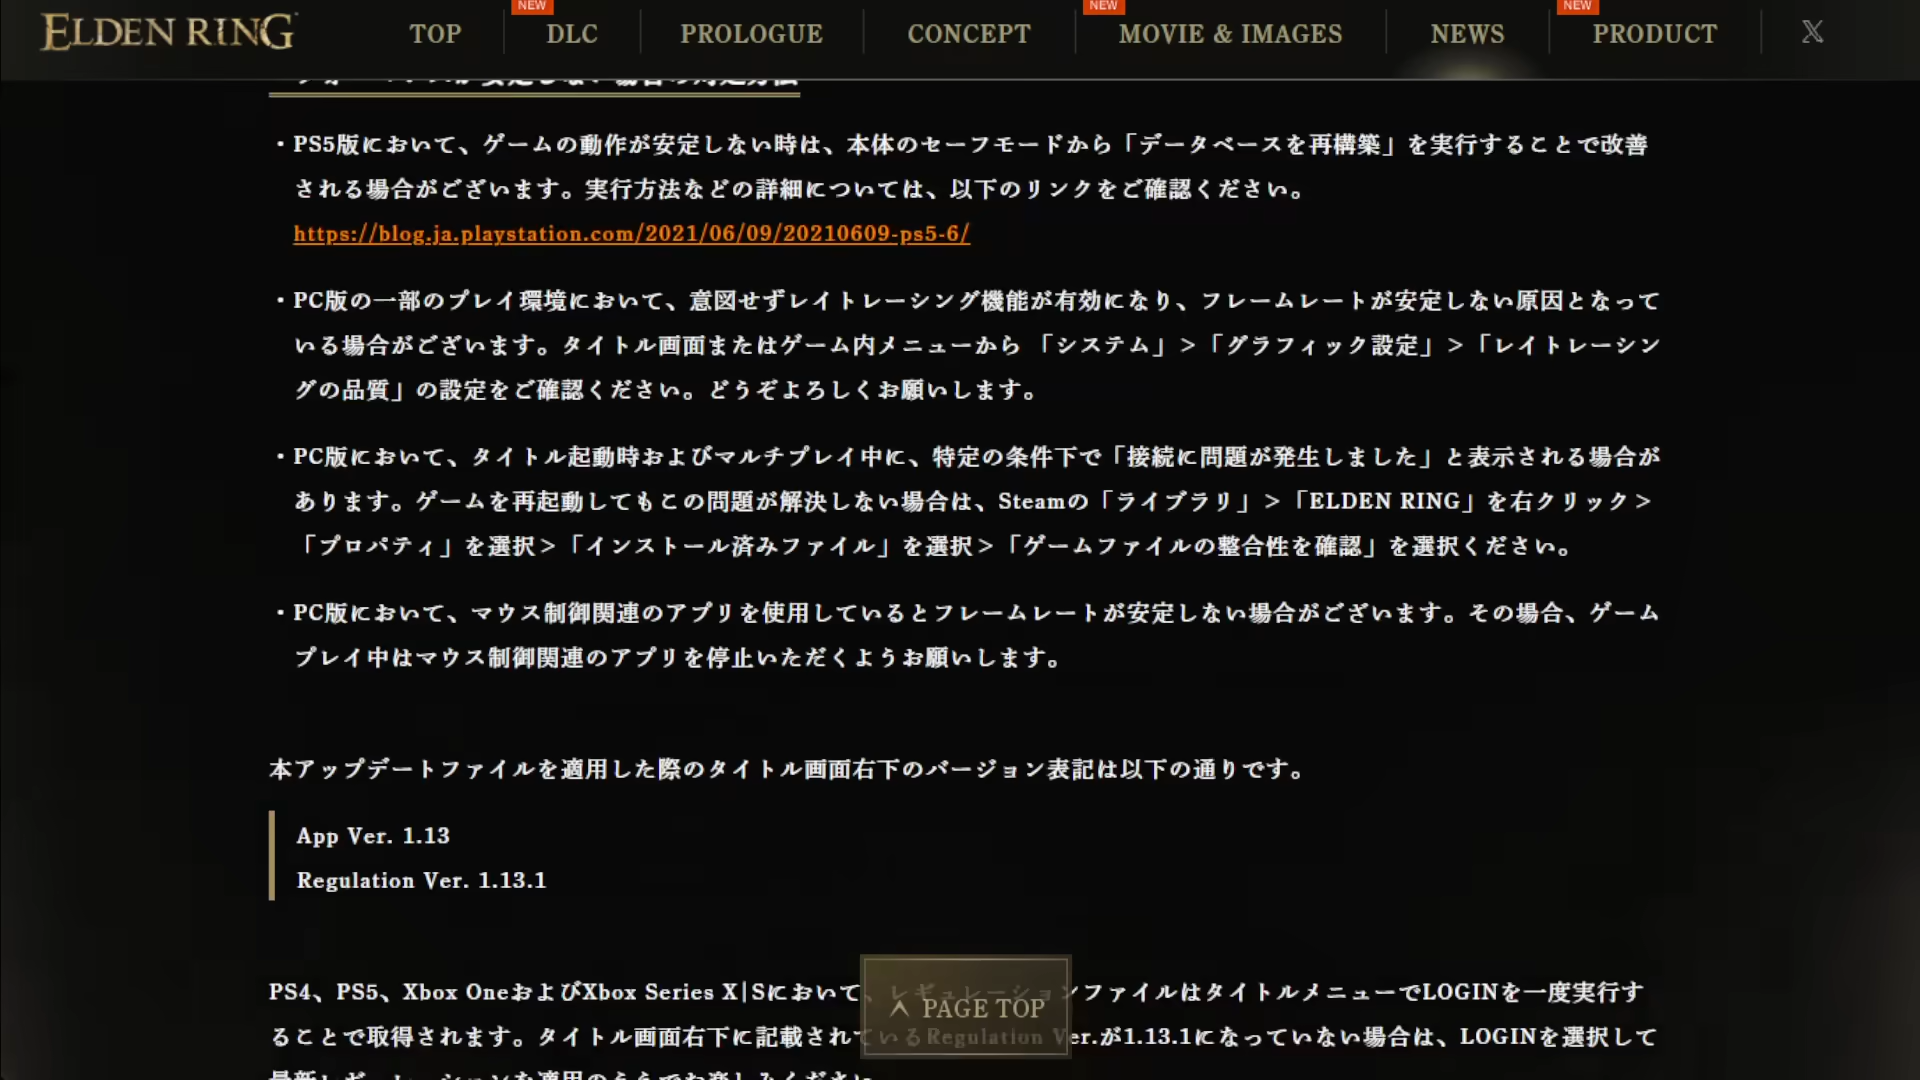 ELDEN RING
TOP
NEW
DLC
PROLOGUE
CONCEPT
NEW
MOVIE & IMAGES
NEWS
NEW
PRODUCT
X
・PS5版において、ゲームの動作が安定しない時は、本体のセーフモードから「データベースを再構築」を実行することで改善
される場合がございます。実行方法などの詳細については、以下のリンクをご確認ください。
https://blog.ja.playstation.com/2021/06/09/20210609-ps5-6/
・PC版の一部のプレイ環境において、意図せずレイトレーシング機能が有効になり、フレームレートが安定しない原因となって
いる場合がございます。タイトル画面またはゲーム内メニューから 「システム」>「グラフィック設定」>「レイトレーシン
グの品質」の設定をご確認ください。どうぞよろしくお願いします。
・PC版において、タイトル起動時およびマルチプレイ中に、特定の条件下で「接続に問題が発生しました」と表示される場合が
あります。ゲームを再起動してもこの問題が解決しない場合は、Steamの「ライブラリ」>「ELDEN RING」を右クリック>
「プロパティ」を選択>「インストール済みファイル」を選択>「ゲームファイルの整合性を確認」を選択ください。
・PC版において、マウス制御関連のアプリを使用しているとフレームレートが安定しない場合がございます。その場合、ゲーム
プレイ中はマウス制御関連のアプリを停止いただくようお願いします。
本アップデートファイルを適用した際のタイトル画面右下のバージョン表記は以下の通りです。
App Ver. 1.13
Regulation Ver. 1.13.1
PS4、PS5、Xbox OneおよびXbox Series X|Sにおいて、レギュレーションファイルはタイトルメニューでLOGINを一度実行す
ることで取得されます。タイトル画面右下に記載されているRegulation Ver.が1.13.1になっていない場合は、LOGINを選択して
PAGE TOP